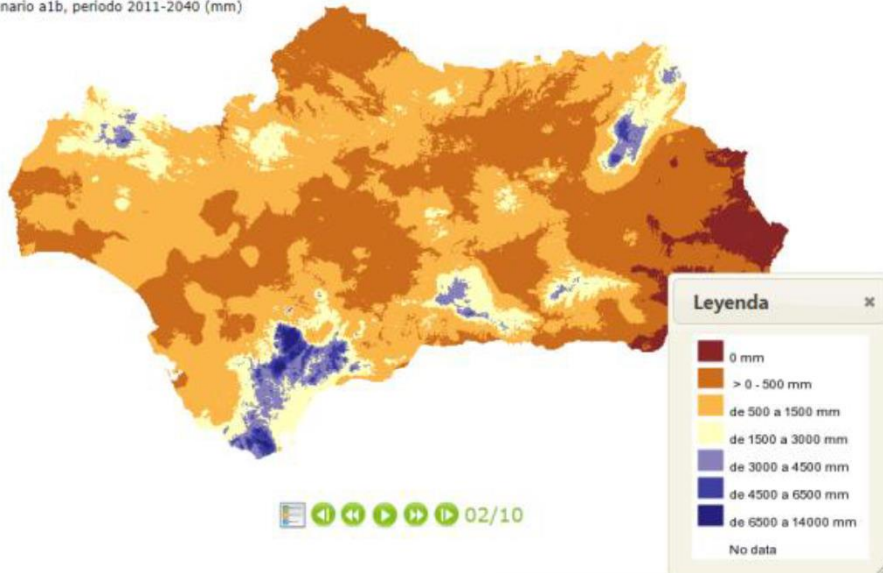 a1b, periodo 2011-2040 (mm)
Leyenda ×
0 mm
> 0 - 500 mm
de 500 a 1500 mm
de 1500 a 3000 mm
de 3000 a 4500 mm
de 4500 a 6500 mm
de 6500 a 14000 mm
No data
02/10